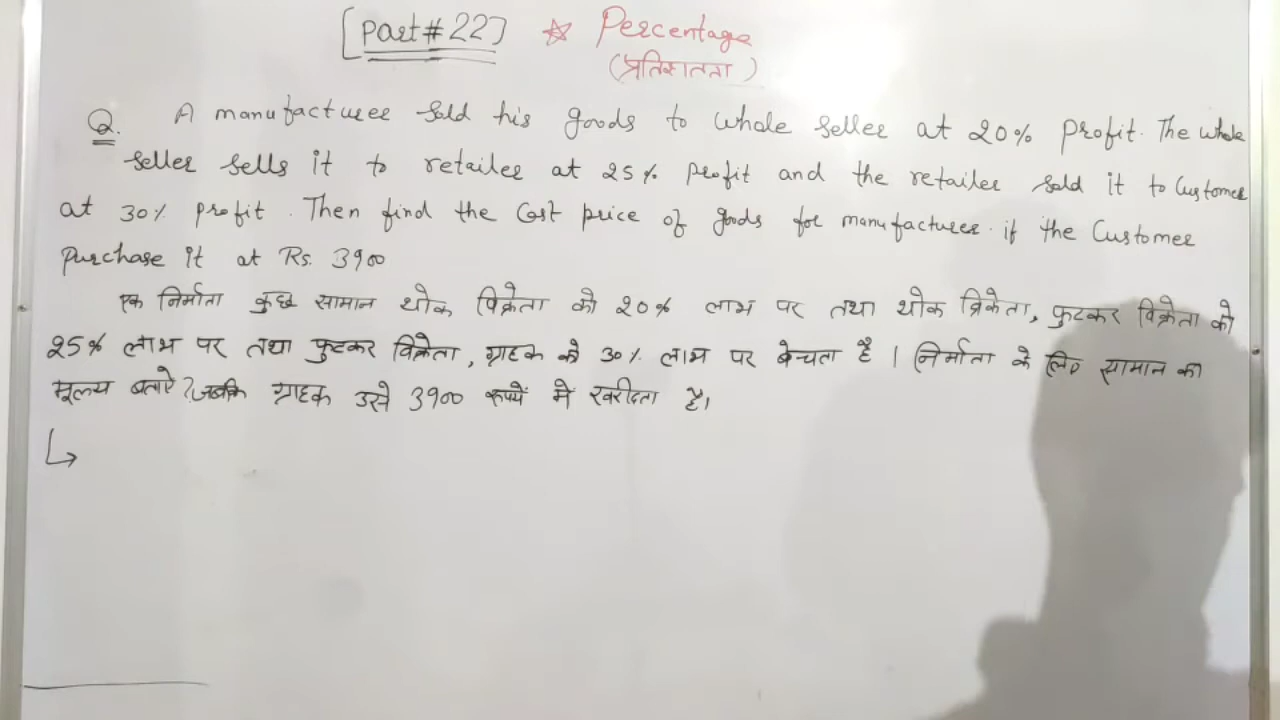 [Part# 22] ☆ Percentage
(प्रतिशतता)
Q. A manufacturer sold his goods to whole seller at 20% profit. The whole
seller sells it to retailer at 25% profit and the retailer sold it to Customer
at 30% profit. Then find the Cost price of goods for manufacturer. if the Customer
Purchase it at Rs. 3900
एक निर्माता कुछ सामान थोक विक्रेता को 20% लाभ पर तथा थोक विक्रेता, फुटकर विक्रेता को
25% लाभ पर तथा फुटकर विक्रेता, ग्राहक को 30% लाभ पर बेचता है । निर्माता के लिए सामान का
मूल्य बताऐ? जबकि ग्राहक उसे 3900 रूपयें में खरीदता है।